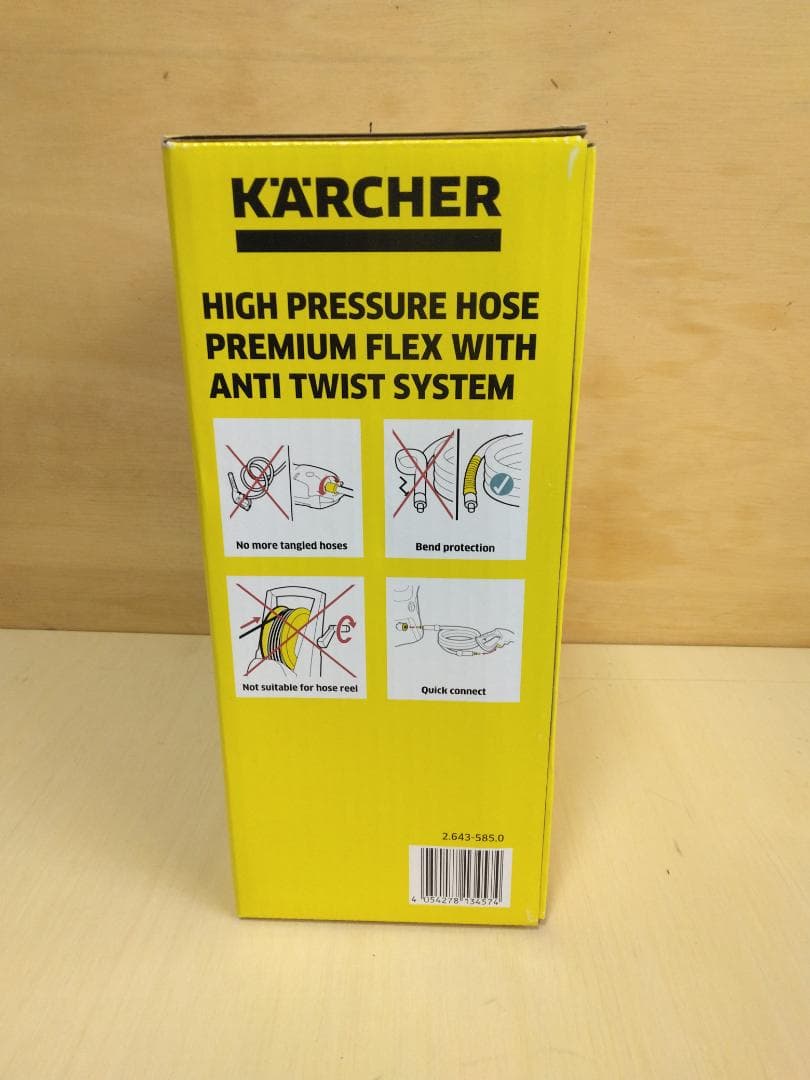 KÄRCHER
HIGH PRESSURE HOSE
PREMIUM FLEX WITH
ANTI TWIST SYSTEM
No more tangled hoses
Bend protection
Not suitable for hose reel
Quick connect
2.643-585.0
4 054278 134574